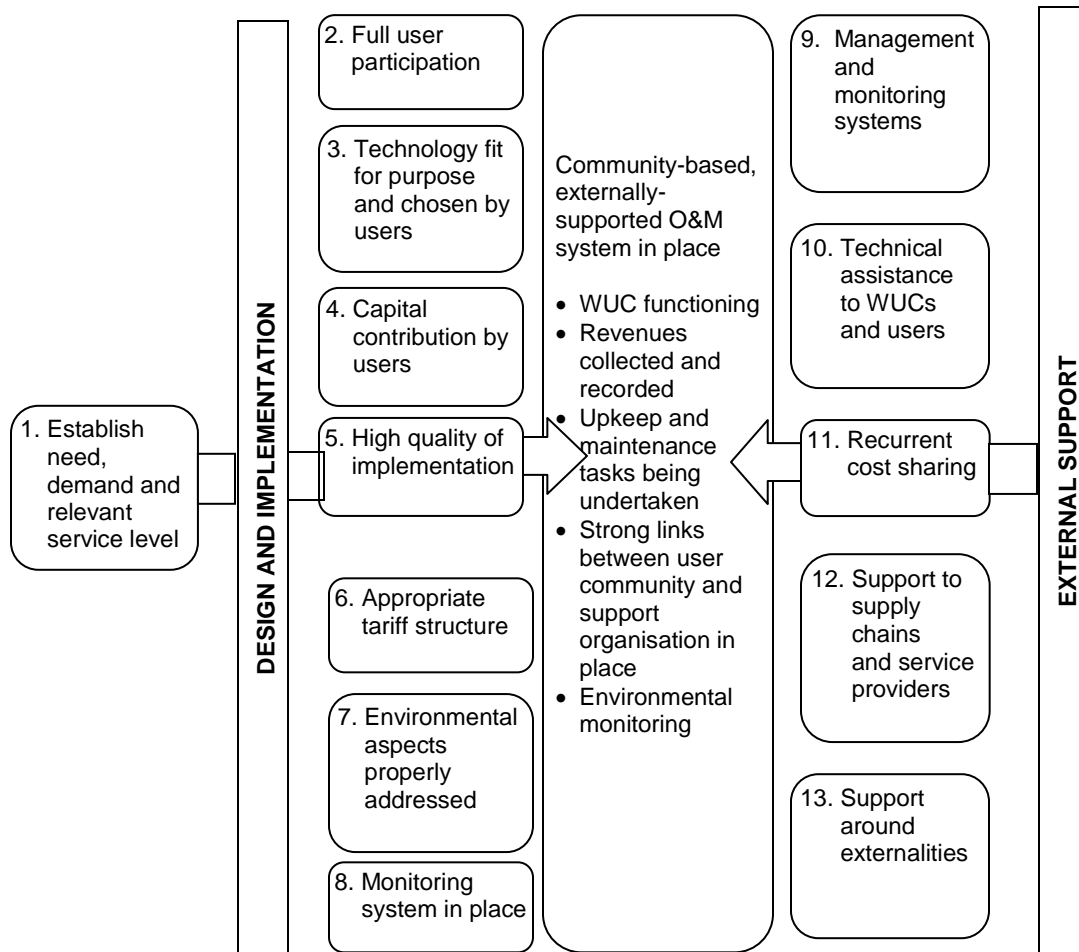 1. Establish
need,
demand and
relevant
service level
DESIGN AND IMPLEMENTATION
2. Full user
participation
3. Technology fit
for purpose
and chosen by
users
4. Capital
contribution by
users
5. High quality of
implementation
6. Appropriate
tariff structure
7. Environmental
aspects
properly
addressed
8. Monitoring
system in place
Community-based,
externally-
supported O&M
system in place
• WUC functioning
• Revenues
collected and
recorded
• Upkeep and
maintenance
tasks being
undertaken
• Strong links
between user
community and
support
organisation in
place
• Environmental
monitoring
9. Management
and
monitoring
systems
10. Technical
assistance
to WUCs
and users
11. Recurrent
cost sharing
12. Support to
supply
chains
and service
providers
13. Support
around
externalities
EXTERNAL SUPPORT